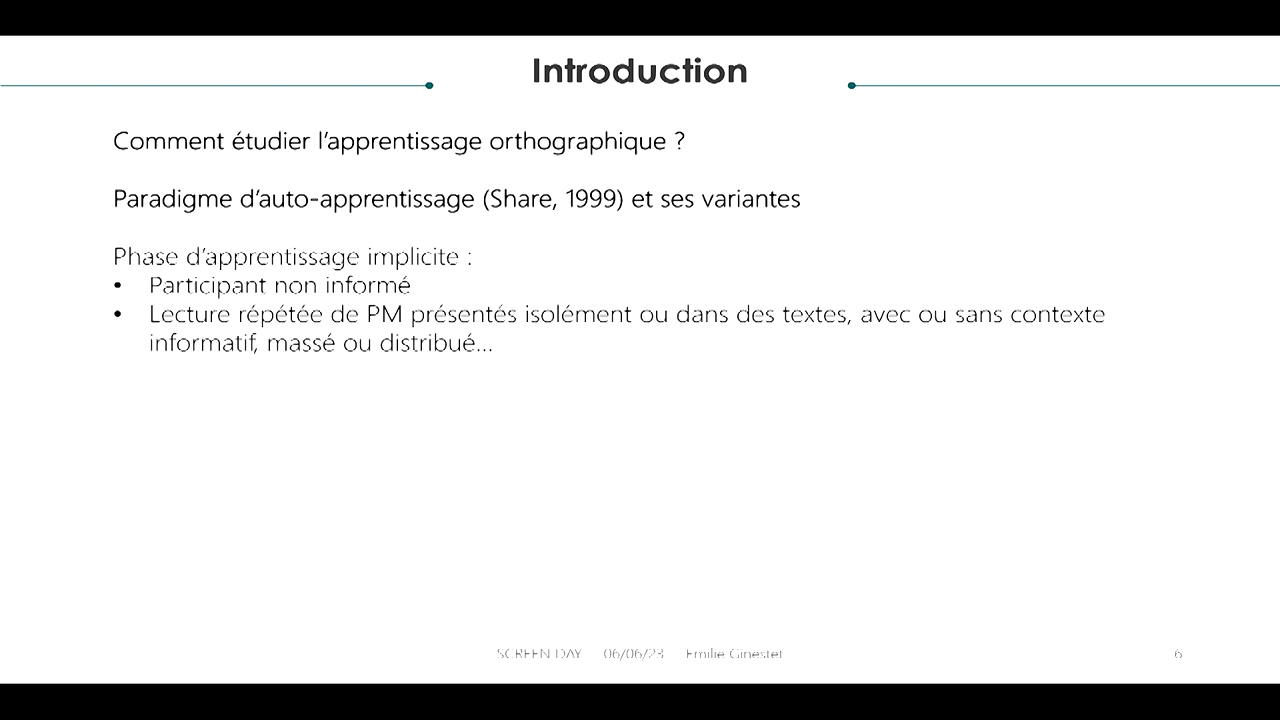 Introduction
Comment étudier l’apprentissage orthographique ?
Paradigme d’auto-apprentissage (Share, 1999) et ses variantes
Phase d’apprentissage implicite :
• Participant non informé
• Lecture répétée de PM présentés isolément ou dans des textes, avec ou sans contexte
informatif, massé ou distribué…
SCREEN DAY 06/06/23 Emilie Ginestet 6